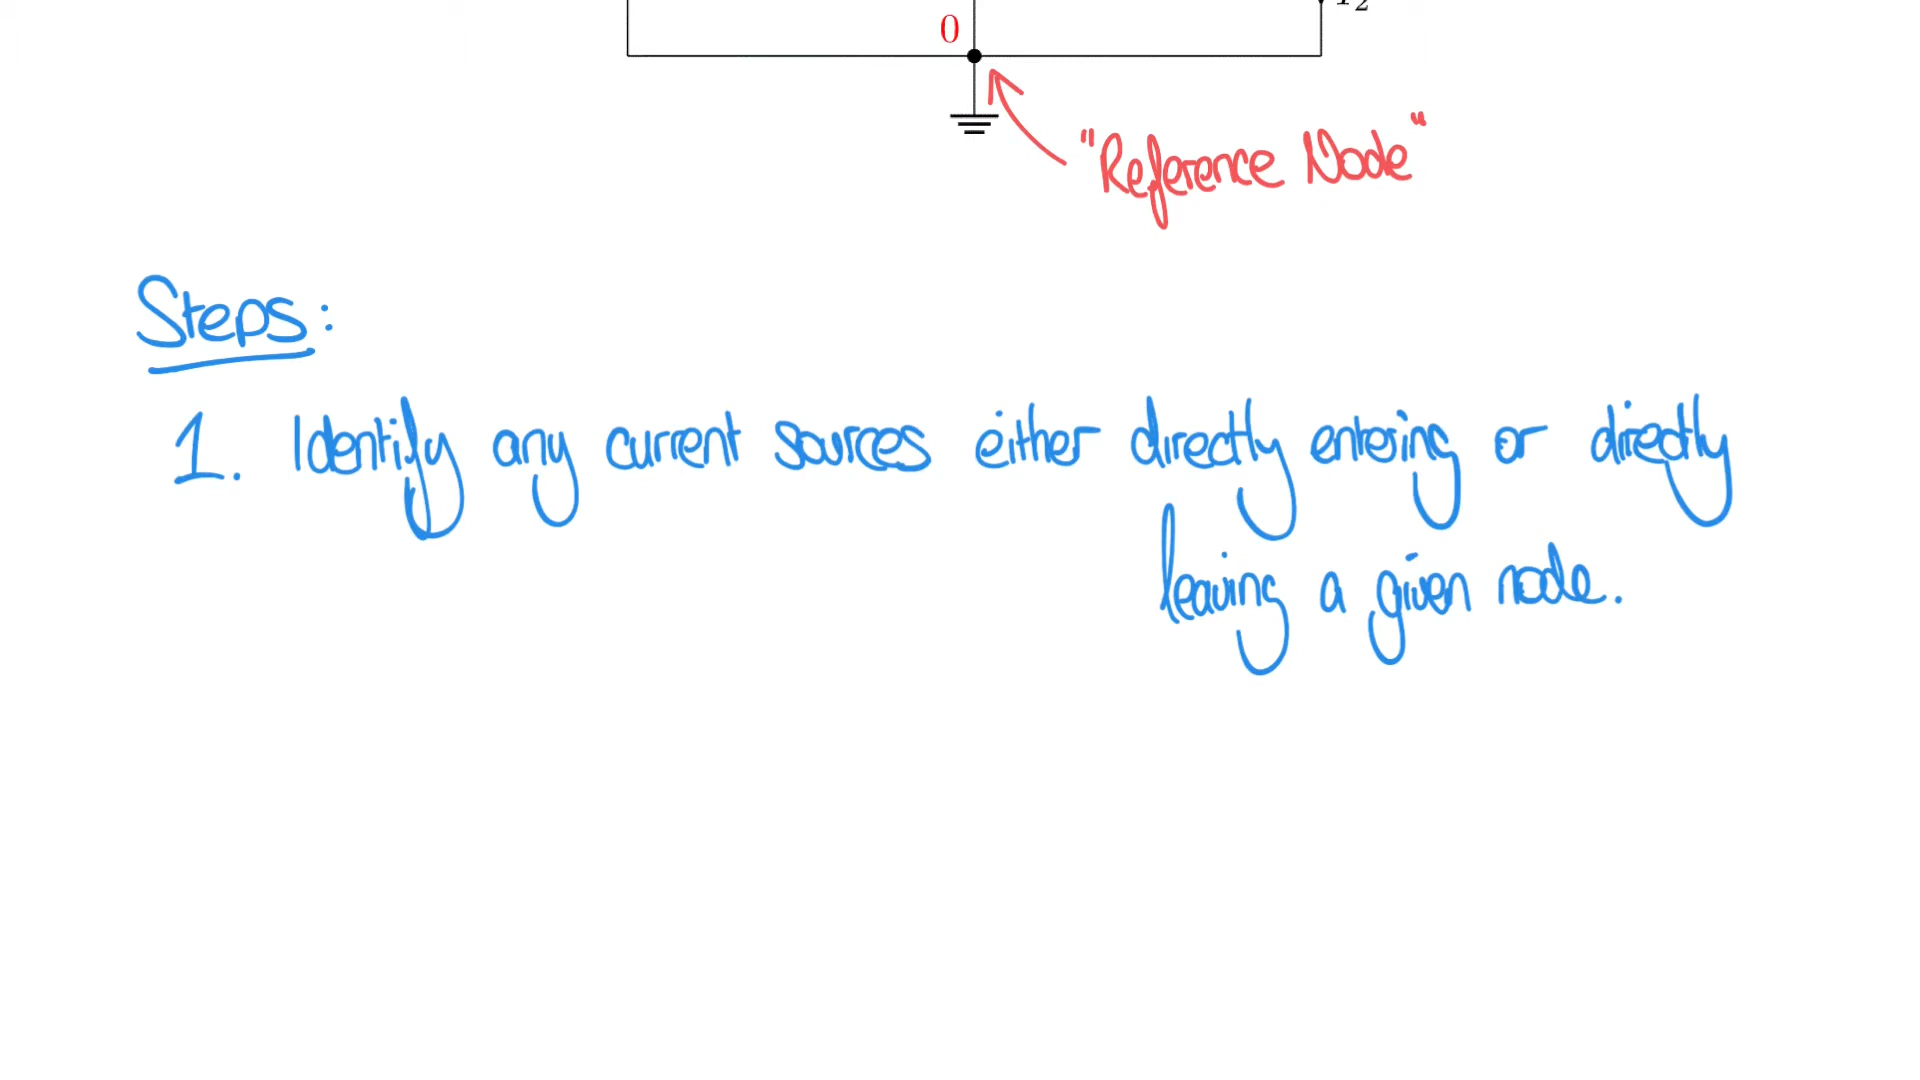 0
"Reference Node"
Steps:
1. Identify any current sources either directly entering or directly
leaving a given node.